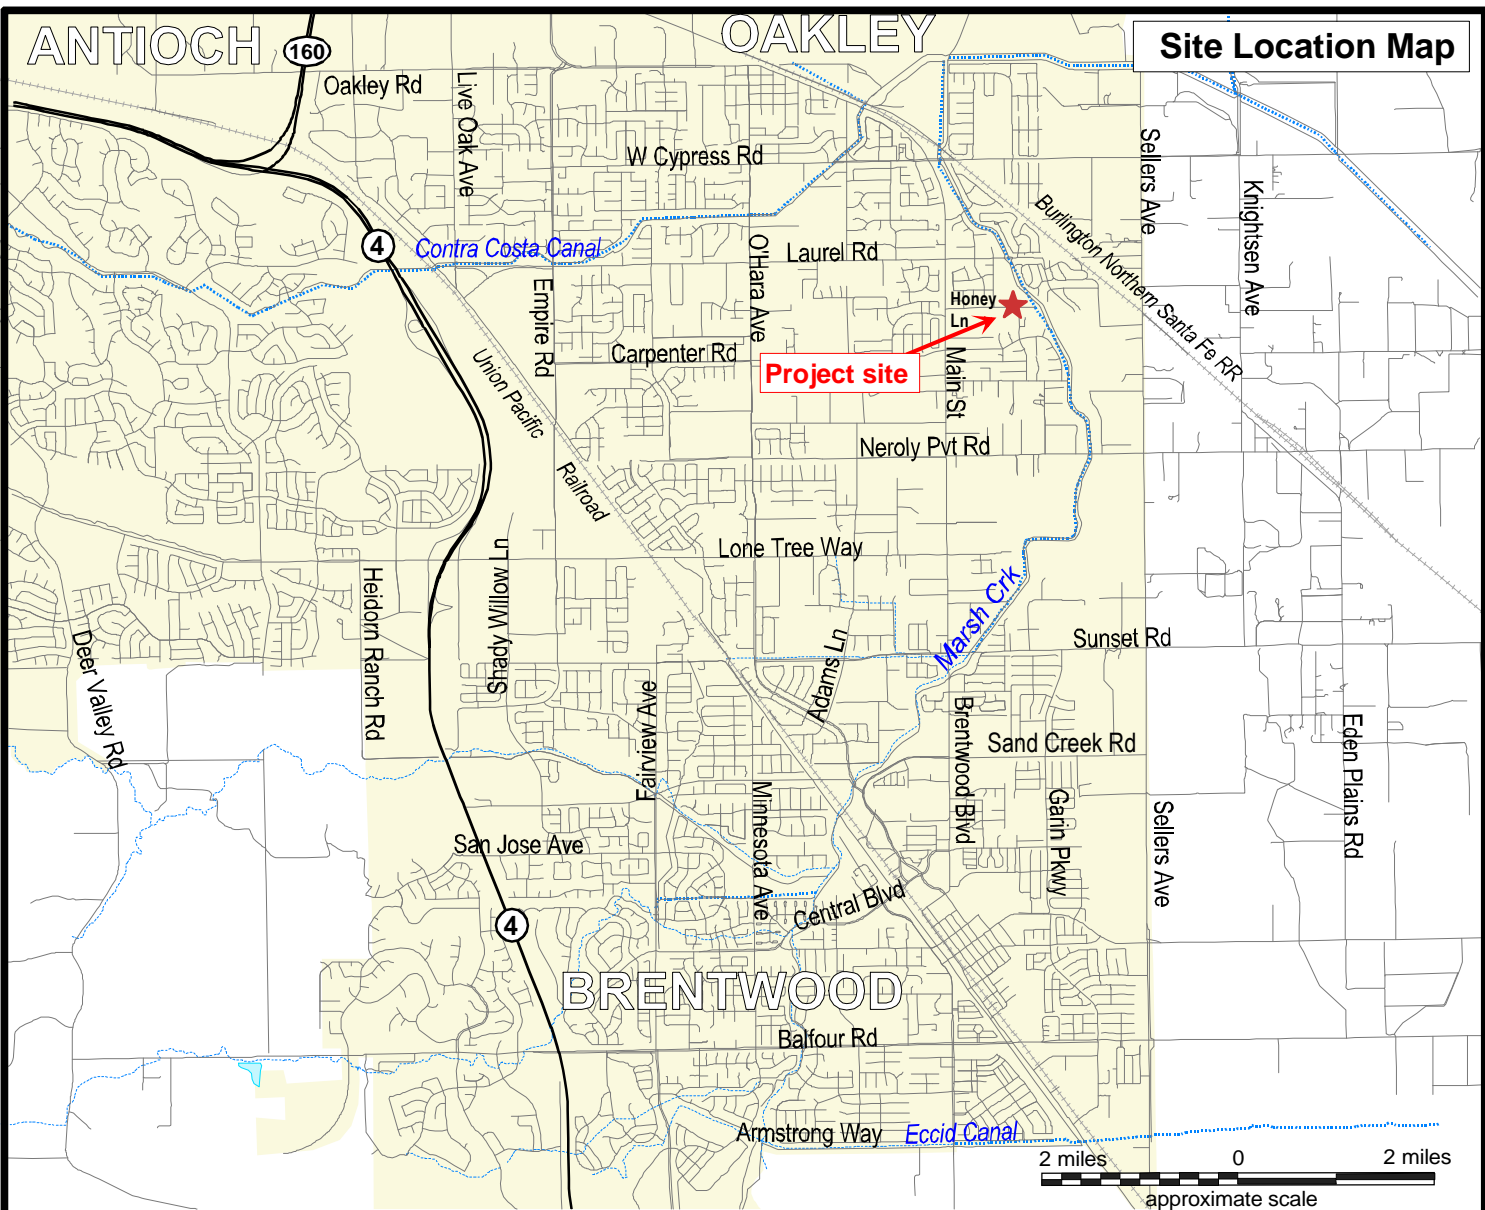 ANTIOCH
160
OAKLEY
Site Location Map
Oakley Rd
Live Oak Ave
W Cypress Rd
Sellers Ave
Knightsen Ave
Burlington Northern Santa Fe RR
4
Contra Costa Canal
O'Hara Ave
Laurel Rd
Empire Rd
Honey
Ln
Carpenter Rd
Project site
Main St
Union Pacific
Railroad
Neroly Pvt Rd
Lone Tree Way
Shady Willow Ln
Heidorn Ranch Rd
Deer Valley Rd
Marsh Crk
Sunset Rd
Adams Ln
Fairview Ave
Brentwood Blvd
Sand Creek Rd
Eden Plains Rd
Minnesota Ave
Garin Pkwy
Sellers Ave
San Jose Ave
Central Blvd
4
BRENTWOOD
Balfour Rd
Armstrong Way
Eccid Canal
2 miles 0 2 miles
approximate scale